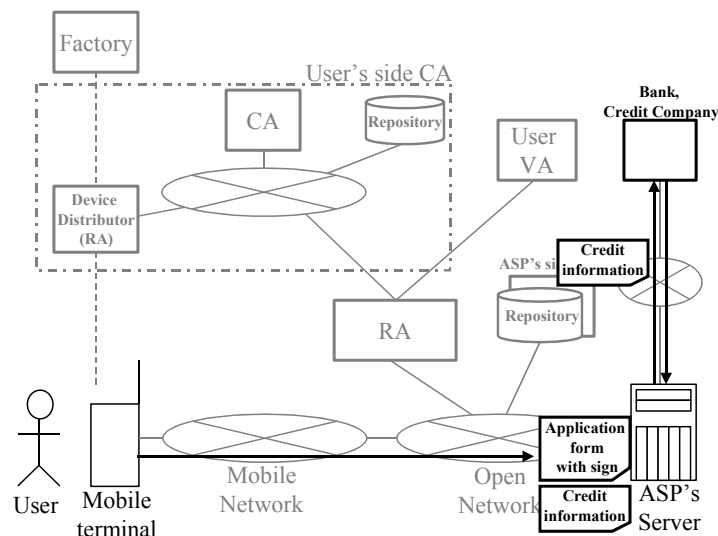 Factory
User's side CA
CA
Repository
User
VA
Bank,
Credit Company
Device
Distributor
(RA)
Credit
information
ASP's si
Repository
RA
Application
form
with sign
User
Mobile
terminal
Mobile
Network
Open
Network
Credit
information
ASP's
Server